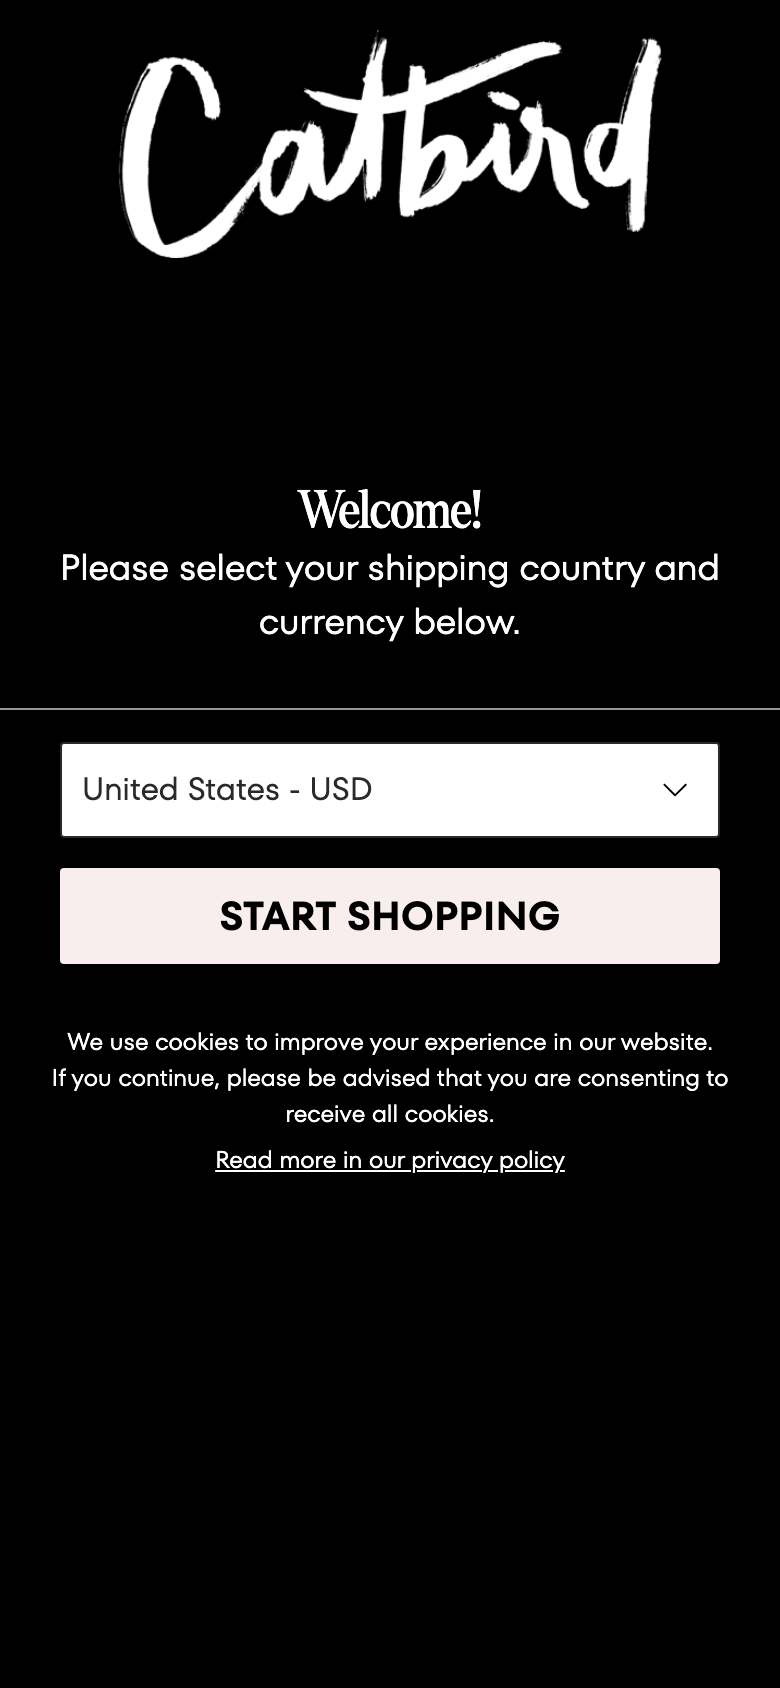 Catbird
Welcome!
Please select your shipping country and
currency below.
United States - USD
START SHOPPING
We use cookies to improve your experience in our website.
If you continue, please be advised that you are consenting to
receive all cookies.
Read more in our privacy policy